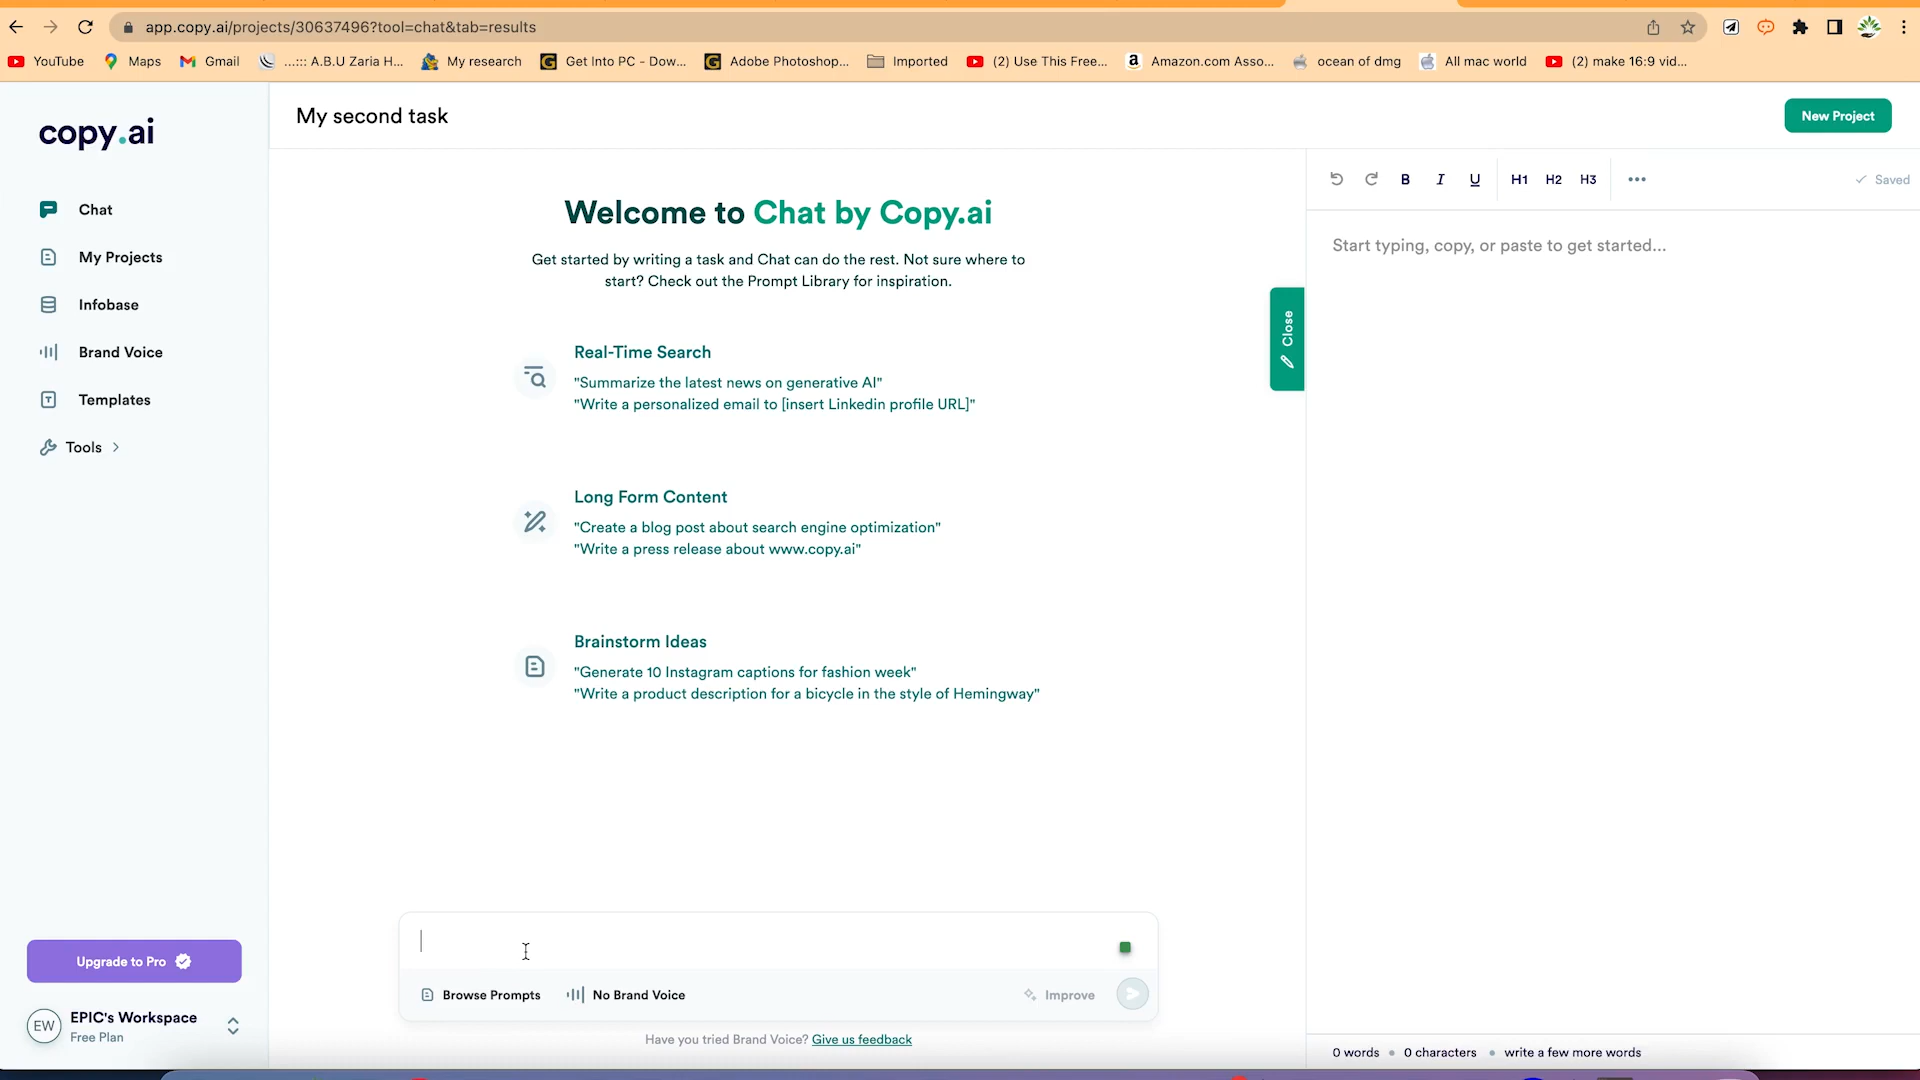 app.copy.ai/projects/30637496?tool=chat&tab=results
YouTube
Maps
Gmail
...::: A.B.U Zaria H...
My research
Get Into PC - Dow...
Adobe Photoshop...
Imported
(2) Use This Free...
Amazon.com Asso...
ocean of dmg
All mac world
(2) make 16:9 vid...
copy.ai
Chat
My Projects
Infobase
Brand Voice
Templates
Tools
Upgrade to Pro
EW
EPIC's Workspace
Free Plan
My second task
New Project
Welcome to Chat by Copy.ai
Get started by writing a task and Chat can do the rest. Not sure where to
start? Check out the Prompt Library for inspiration.
Real-Time Search
"Summarize the latest news on generative AI"
"Write a personalized email to [insert Linkedin profile URL]"
Long Form Content
"Create a blog post about search engine optimization"
"Write a press release about www.copy.ai"
Brainstorm Ideas
"Generate 10 Instagram captions for fashion week"
"Write a product description for a bicycle in the style of Hemingway"
Browse Prompts
No Brand Voice
Improve
Have you tried Brand Voice? Give us feedback
Close
B I U H1 H2 H3
Saved
Start typing, copy, or paste to get started...
0 words • 0 characters • write a few more words